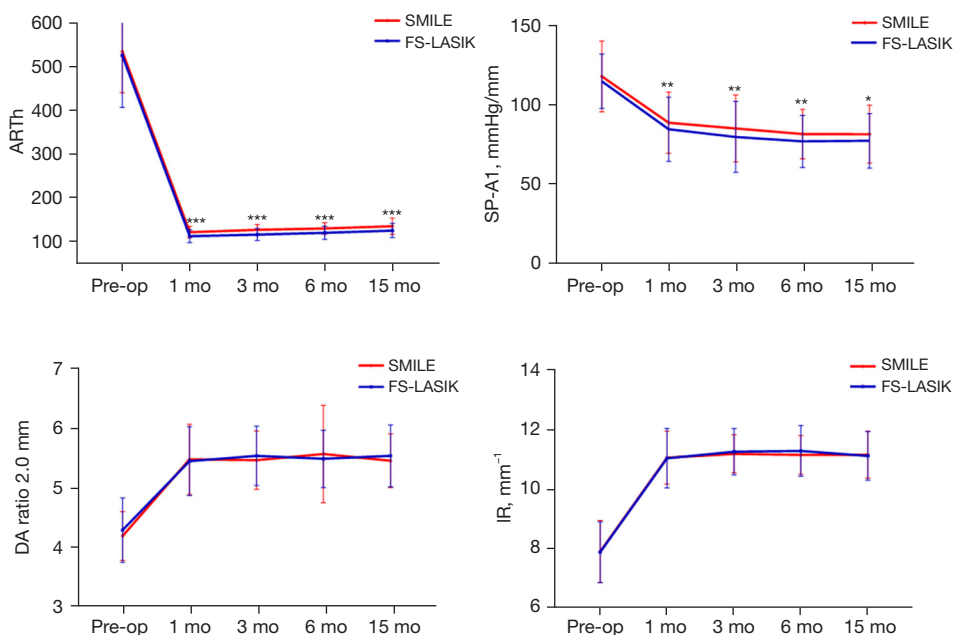 SMILE
FS-LASIK
600
500
400
300
200
100
ARTh
***
***
***
***
Pre-op 1 mo 3 mo 6 mo 15 mo
SMILE
FS-LASIK
150
100
50
0
SP-A1, mmHg/mm
**
**
**
*
Pre-op 1 mo 3 mo 6 mo 15 mo
SMILE
FS-LASIK
7
6
5
4
3
DA ratio 2.0 mm
Pre-op 1 mo 3 mo 6 mo 15 mo
SMILE
FS-LASIK
14
12
10
8
6
IR, mm⁻¹
Pre-op 1 mo 3 mo 6 mo 15 mo